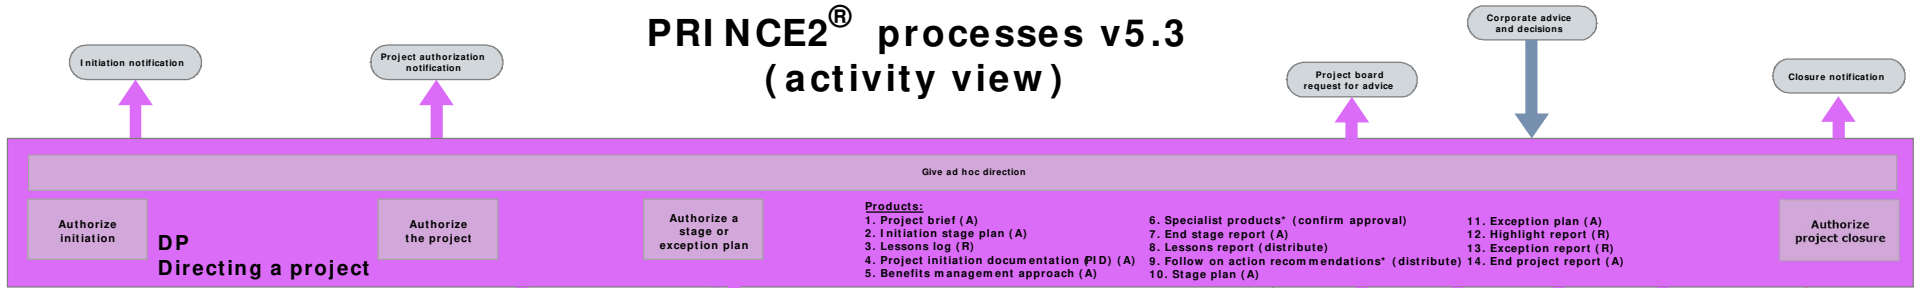 PRINCE2® processes v5.3
(activity view)
Initiation notification
Project authorization
notification
Project board
request for advice
Corporate advice
and decisions
Closure notification
Give ad hoc direction
Authorize
initiation
DP
Directing a project
Authorize
the project
Authorize a
stage or
exception plan
Products:
1. Project brief (A)
2. Initiation stage plan (A)
3. Lessons log (R)
4. Project initiation documentation (PID) (A)
5. Benefits management approach (A)
6. Specialist products* (confirm approval)
7. End stage report (A)
8. Lessons report (distribute)
9. Follow on action recommendations* (distribute)
10. Stage plan (A)
11. Exception plan (A)
12. Highlight report (R)
13. Exception report (R)
14. End project report (A)
Authorize
project closure